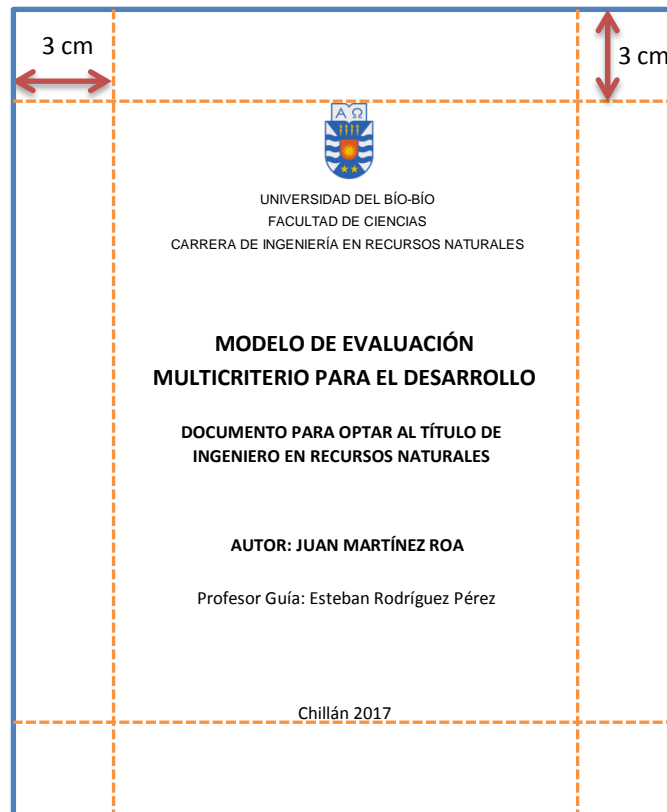 3 cm
3 cm
Α Ω
UNIVERSIDAD DEL BÍO-BÍO
FACULTAD DE CIENCIAS
CARRERA DE INGENIERÍA EN RECURSOS NATURALES
MODELO DE EVALUACIÓN
MULTICRITERIO PARA EL DESARROLLO
DOCUMENTO PARA OPTAR AL TÍTULO DE
INGENIERO EN RECURSOS NATURALES
AUTOR: JUAN MARTÍNEZ ROA
Profesor Guía: Esteban Rodríguez Pérez
Chillán 2017